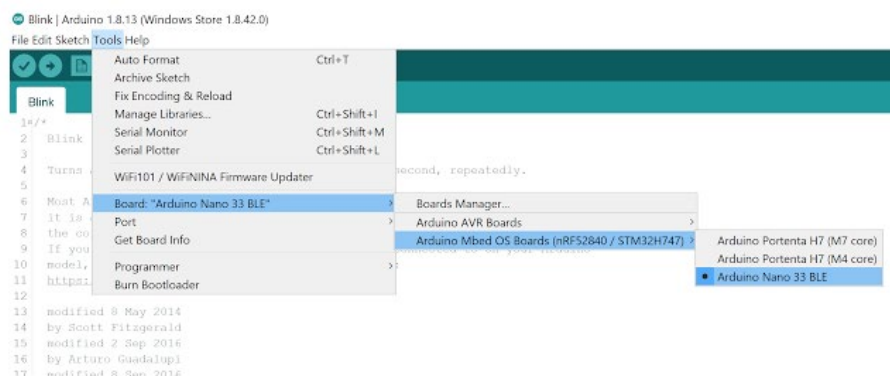 Blink | Arduino 1.8.13 (Windows Store 1.8.42.0)
File Edit Sketch Tools Help
Blink
Auto Format Ctrl+T
Archive Sketch
Fix Encoding & Reload
Manage Libraries... Ctrl+Shift+I
Serial Monitor Ctrl+Shift+M
Serial Plotter Ctrl+Shift+L
WiFi101 / WiFiNINA Firmware Updater
Board: "Arduino Nano 33 BLE"
Port
Get Board Info
Programmer
Burn Bootloader
Boards Manager...
Arduino AVR Boards
Arduino Mbed OS Boards (nRF52840 / STM32H747)
Arduino Portenta H7 (M7 core)
Arduino Portenta H7 (M4 core)
Arduino Nano 33 BLE
1 /*
2 Blink
3
4 Turns second, repeatedly.
5
6 Most A
7 it is
8 the co
9 If you
10 model,
11 https:
12
13 modified 8 May 2014
14 by Scott Fitzgerald
15 modified 2 Sep 2016
16 by Arturo Guadalupi
17 modified 8 Sep 2016